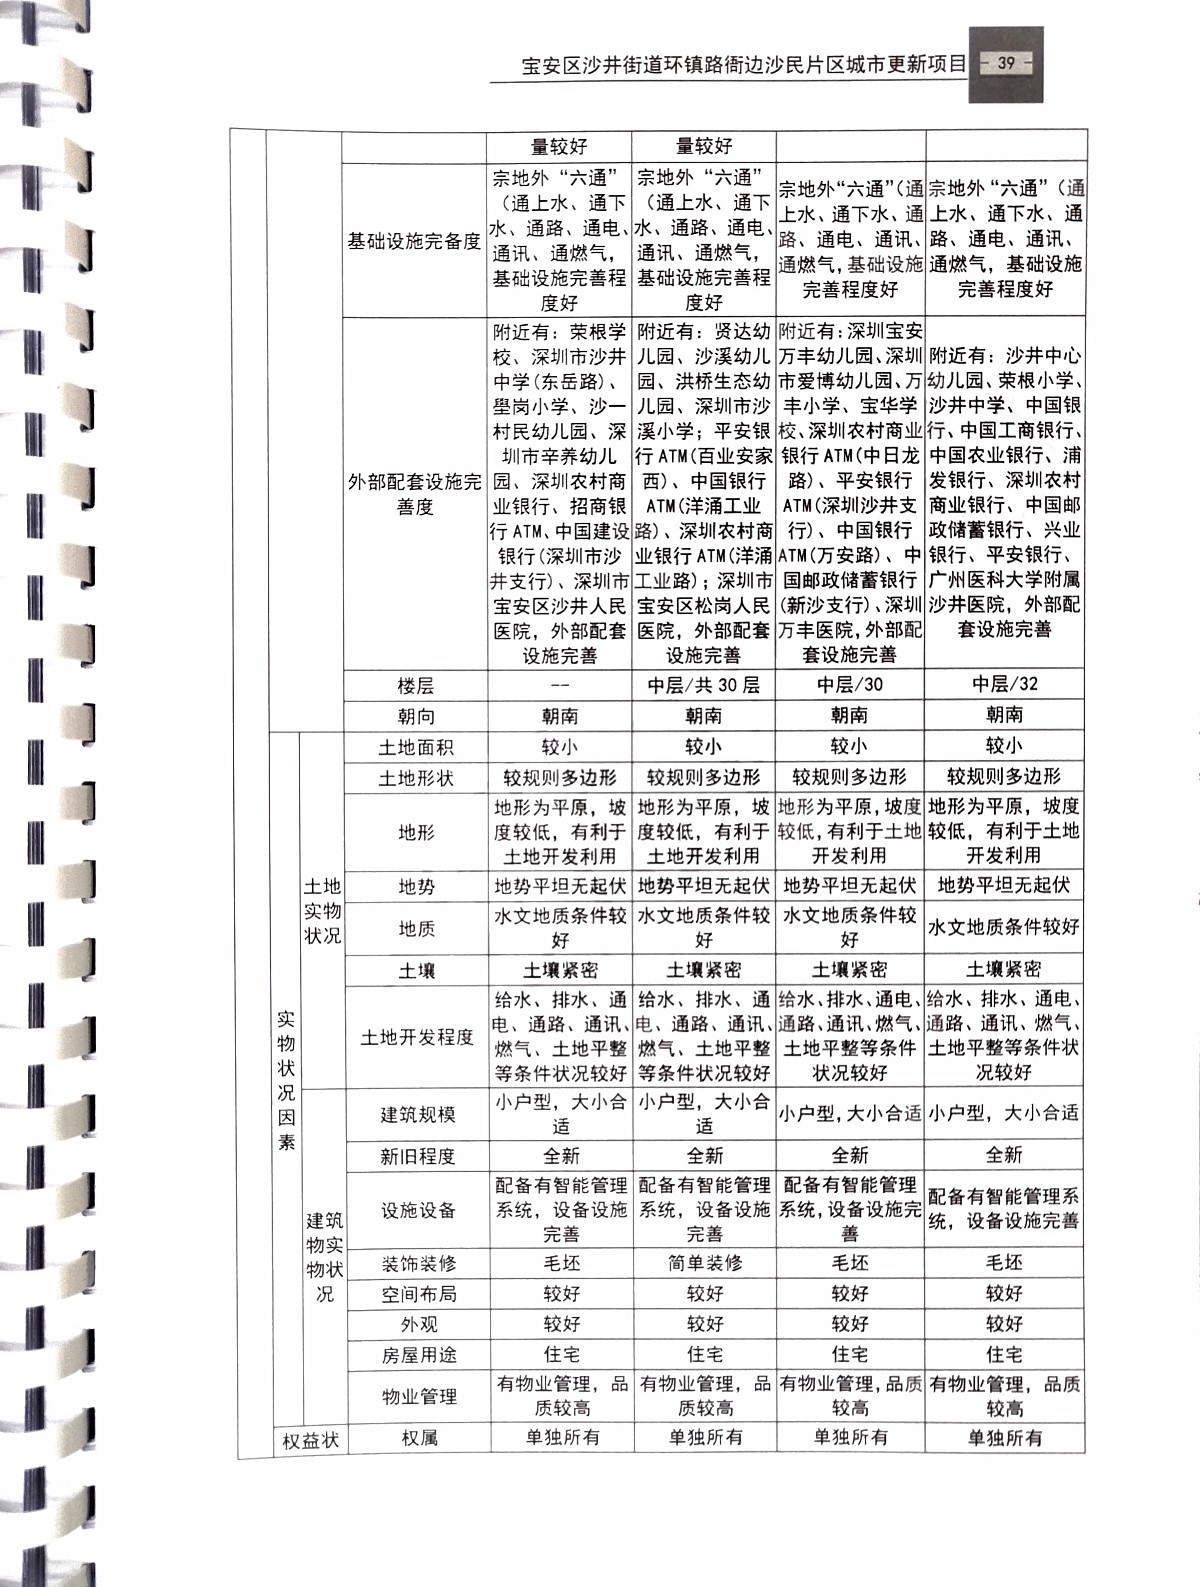 宝安区沙井街道环镇路衙边沙民片区城市更新项目
- 39 -
量较好
量较好
基础设施完备度
宗地外“六通”
（通上水、通下
水、通路、通电、
通讯、通燃气，
基础设施完善程
度好
宗地外“六通”
（通上水、通下
水、通路、通电、
通讯、通燃气，
基础设施完善程
度好
宗地外“六通”（通
上水、通下水、通
路、通电、通讯、
通燃气，基础设施
完善程度好
宗地外“六通”（通
上水、通下水、通
路、通电、通讯、
通燃气，基础设施
完善程度好
外部配套设施完
善度
附近有：荣根学
校、深圳市沙井
中学(东岳路)、
壆岗小学、沙一
村民幼儿园、深
圳市辛养幼儿
园、深圳农村商
业银行、招商银
行ATM、中国建设
银行(深圳市沙
井支行)、深圳市
宝安区沙井人民
医院，外部配套
设施完善
附近有：贤达幼
儿园、沙溪幼儿
园、洪桥生态幼
儿园、深圳市沙
溪小学；平安银
行ATM(百业安家
西)、中国银行
ATM(洋涌工业
路)、深圳农村商
业银行ATM(洋涌
工业路)；深圳市
宝安区松岗人民
医院，外部配套
设施完善
附近有：深圳宝安
万丰幼儿园、深圳
市爱博幼儿园、万
丰小学、宝华学
校、深圳农村商业
银行ATM(中日龙
路)、平安银行
ATM(深圳沙井支
行)、中国银行
ATM(万安路)、中
国邮政储蓄银行
(新沙支行)、深圳
万丰医院，外部配
套设施完善
附近有：沙井中心
幼儿园、荣根小学、
沙井中学、中国银
行、中国工商银行、
中国农业银行、浦
发银行、深圳农村
商业银行、中国邮
政储蓄银行、兴业
银行、平安银行、
广州医科大学附属
沙井医院，外部配
套设施完善
楼层
--
中层/共30层
中层/30
中层/32
朝向
朝南
朝南
朝南
朝南
实
物
状
况
因
素
土地
实物
状况
土地面积
较小
较小
较小
较小
土地形状
较规则多边形
较规则多边形
较规则多边形
较规则多边形
地形
地形为平原，坡
度较低，有利于
土地开发利用
地形为平原，坡
度较低，有利于
土地开发利用
地形为平原，坡度
较低，有利于土地
开发利用
地形为平原，坡度
较低，有利于土地
开发利用
地势
地势平坦无起伏
地势平坦无起伏
地势平坦无起伏
地势平坦无起伏
地质
水文地质条件较
好
水文地质条件较
好
水文地质条件较
好
水文地质条件较好
土壤
土壤紧密
土壤紧密
土壤紧密
土壤紧密
土地开发程度
给水、排水、通
电、通路、通讯、
燃气、土地平整
等条件状况较好
给水、排水、通
电、通路、通讯、
燃气、土地平整
等条件状况较好
给水、排水、通电、
通路、通讯、燃气、
土地平整等条件
状况较好
给水、排水、通电、
通路、通讯、燃气、
土地平整等条件状
况较好
建筑
物实
物状
况
建筑规模
小户型，大小合
适
小户型，大小合
适
小户型，大小合适
小户型，大小合适
新旧程度
全新
全新
全新
全新
设施设备
配备有智能管理
系统，设备设施
完善
配备有智能管理
系统，设备设施
完善
配备有智能管理
系统，设备设施完
善
配备有智能管理系
统，设备设施完善
装饰装修
毛坯
简单装修
毛坯
毛坯
空间布局
较好
较好
较好
较好
外观
较好
较好
较好
较好
房屋用途
住宅
住宅
住宅
住宅
物业管理
有物业管理，品
质较高
有物业管理，品
质较高
有物业管理，品质
较高
有物业管理，品质
较高
权益状
权属
单独所有
单独所有
单独所有
单独所有